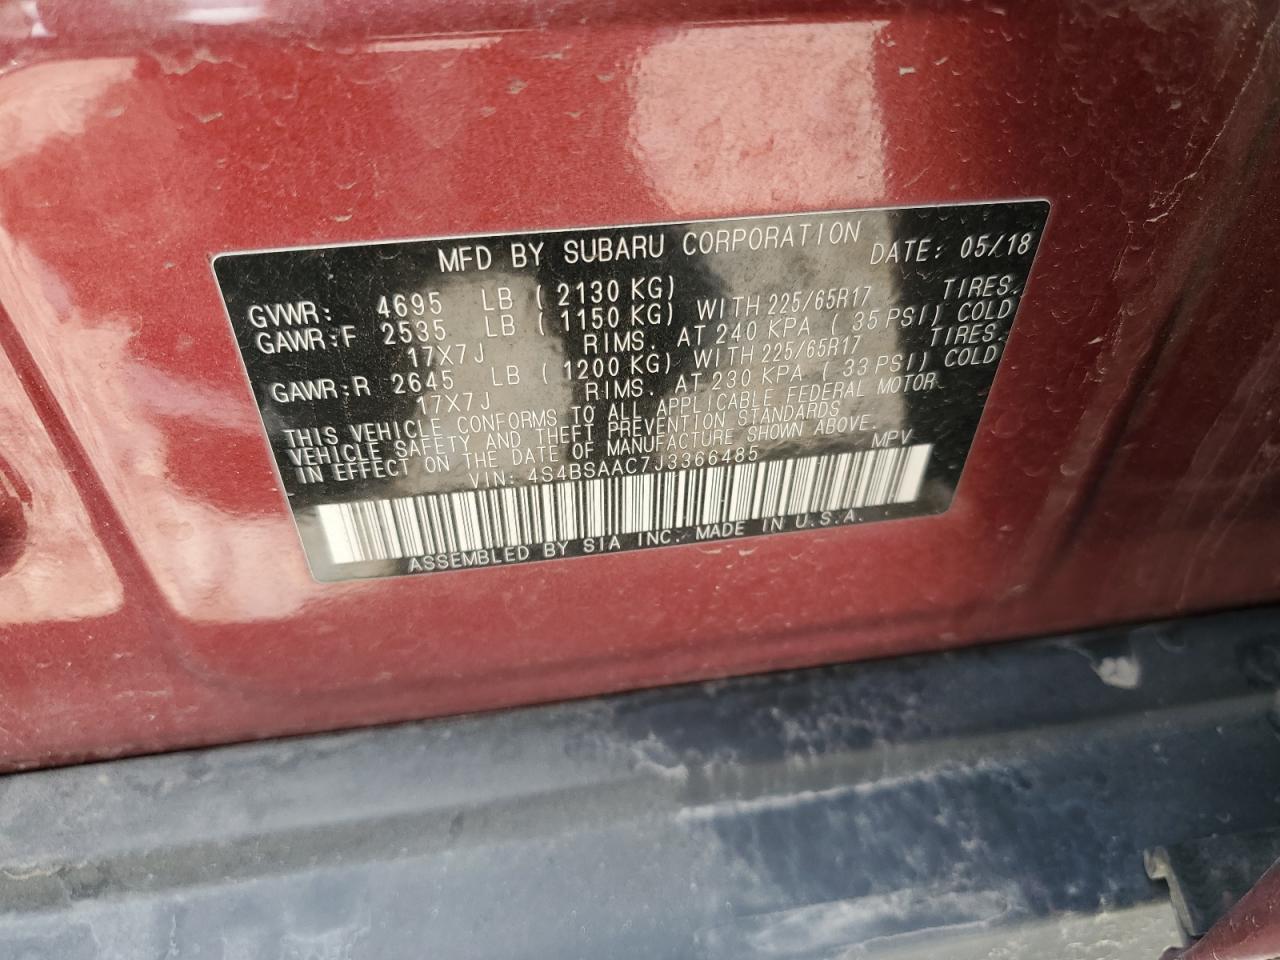 MFD BY SUBARU CORPORATION DATE: 05/18
GVWR: 4695 LB ( 2130 KG)
GAWR:F 2535 LB ( 1150 KG) WITH 225/65R17 TIRES.
17X7J RIMS. AT 240 KPA ( 35 PSI) COLD
GAWR:R 2645 LB ( 1200 KG) WITH 225/65R17 TIRES.
17X7J RIMS. AT 230 KPA ( 33 PSI) COLD
THIS VEHICLE CONFORMS TO ALL APPLICABLE FEDERAL MOTOR
VEHICLE SAFETY AND THEFT PREVENTION STANDARDS
IN EFFECT ON THE DATE OF MANUFACTURE SHOWN ABOVE.
VIN: 4S4BSAAC7J3366485 MPV
ASSEMBLED BY SIA INC. MADE IN U.S.A.